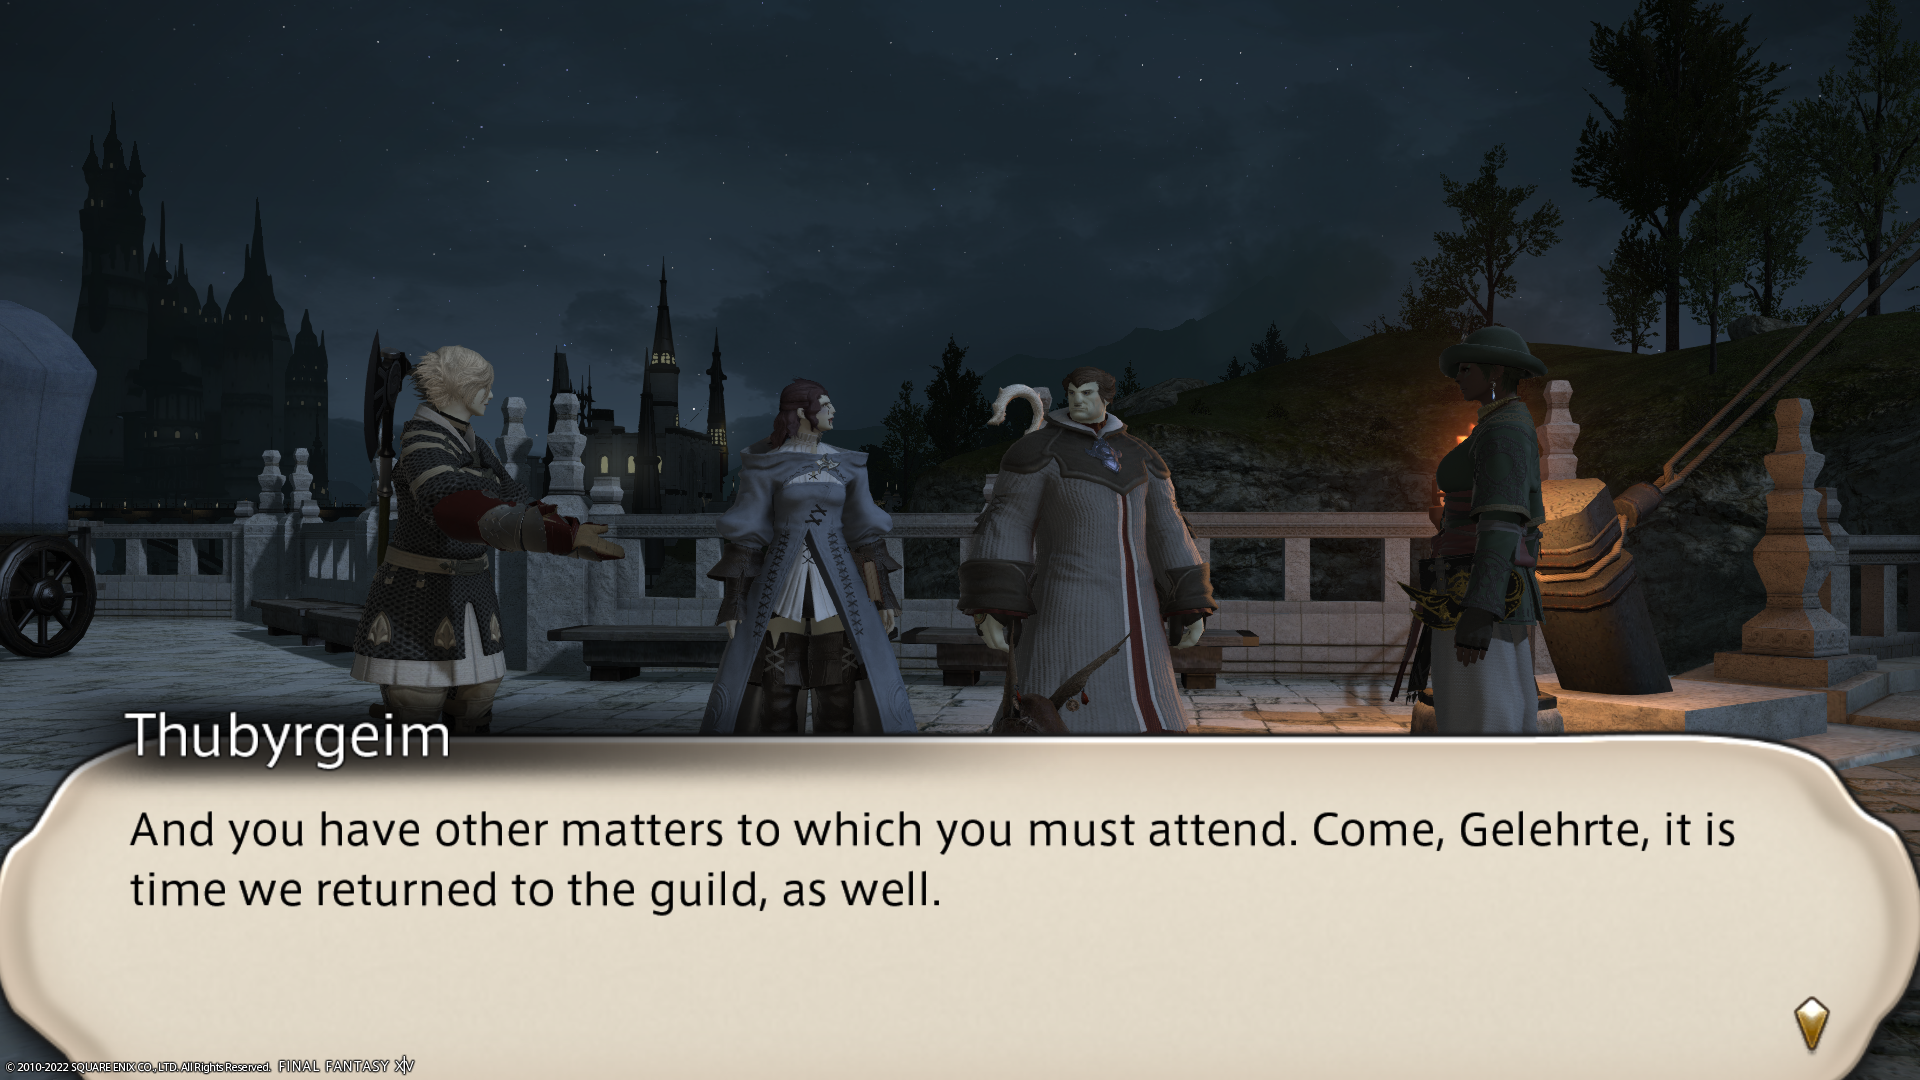 Thubyrgeim
And you have other matters to which you must attend. Come, Gelehrte, it is
time we returned to the guild, as well.
© 2010-2022 SQUARE ENIX CO., LTD. All Rights Reserved. FINAL FANTASY XIV